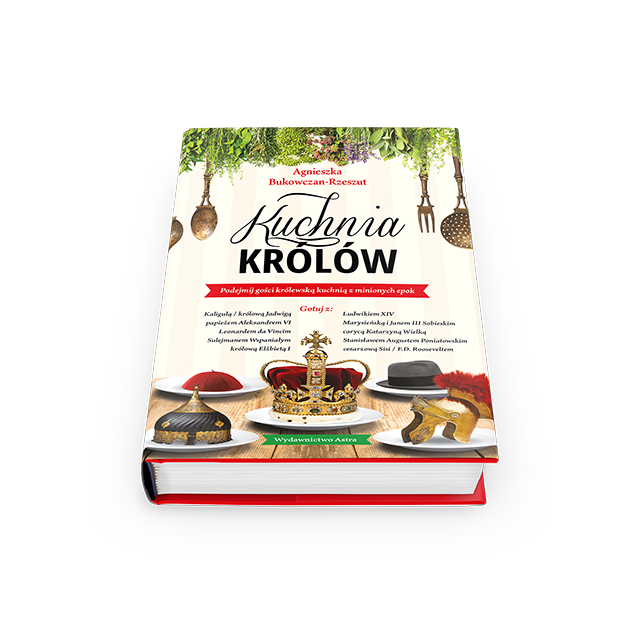 Agnieszka
Bukowczan-Rzeszut
Kuchnia
KRÓLÓW
Podejmij gości królewską kuchnią z minionych epok
Gotuj z:
Kaligulą / królową Jadwigą
papieżem Aleksandrem VI
Leonardem da Vincim
Sulejmanem Wspaniałym
królową Elżbietą I
Ludwikiem XIV
Marysieńką i Janem III Sobieskim
carycą Katarzyną Wielką
Stanisławem Augustem Poniatowskim
cesarzową Sisi / F.D. Rooseveltem
Wydawnictwo Astra